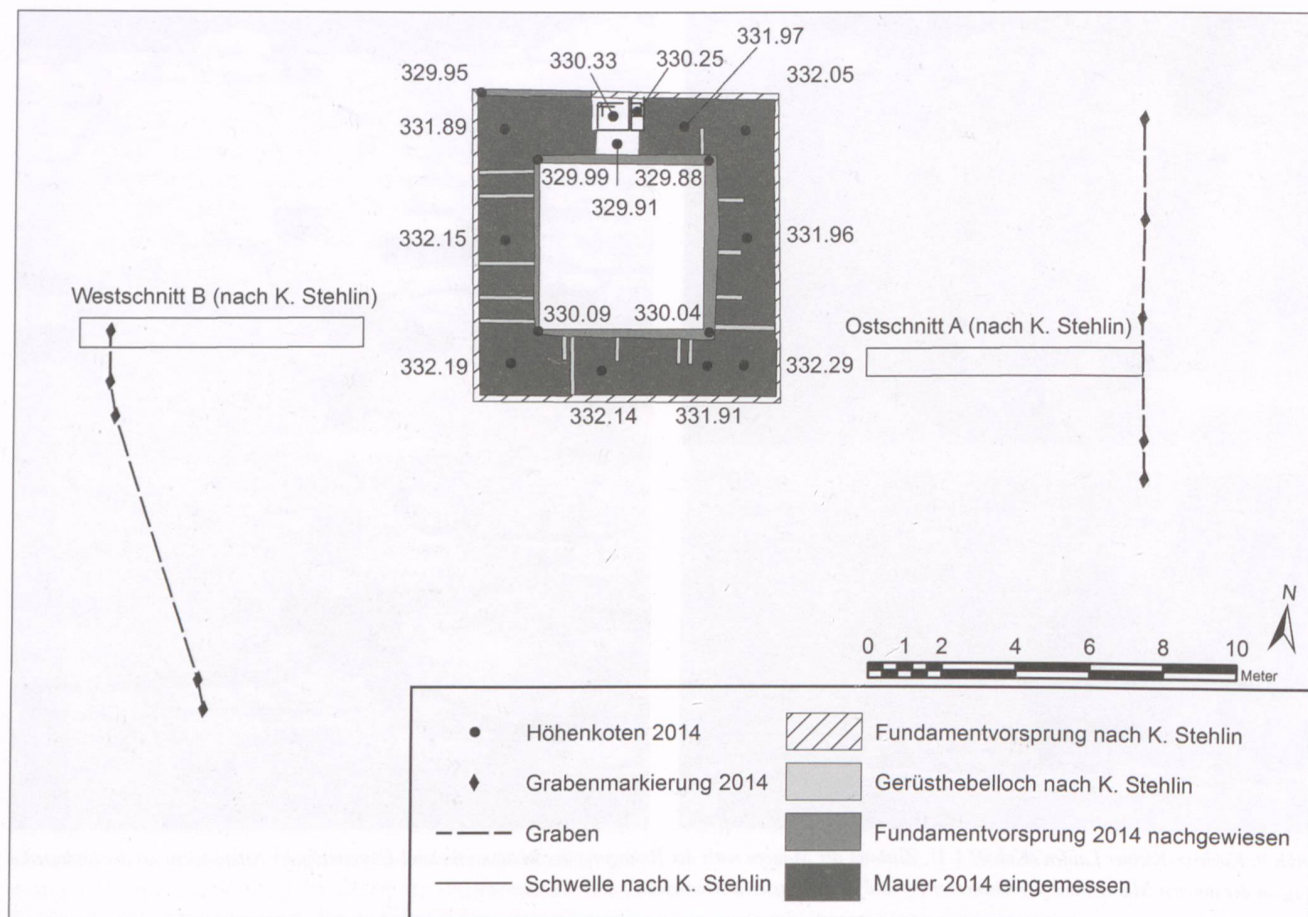 331.97
330.33 330.25
329.95 332.05
331.89
329.99 329.88
329.91
332.15 331.96
Westschnitt B (nach K. Stehlin)
330.09 330.04
Ostschnitt A (nach K. Stehlin)
332.19 332.29
332.14 331.91
N
0 1 2 4 6 8 10
Meter
Höhenkoten 2014
Grabenmarkierung 2014
Graben
Schwelle nach K. Stehlin
Fundamentvorsprung nach K. Stehlin
Gerüsthebelloch nach K. Stehlin
Fundamentvorsprung 2014 nachgewiesen
Mauer 2014 eingemessen